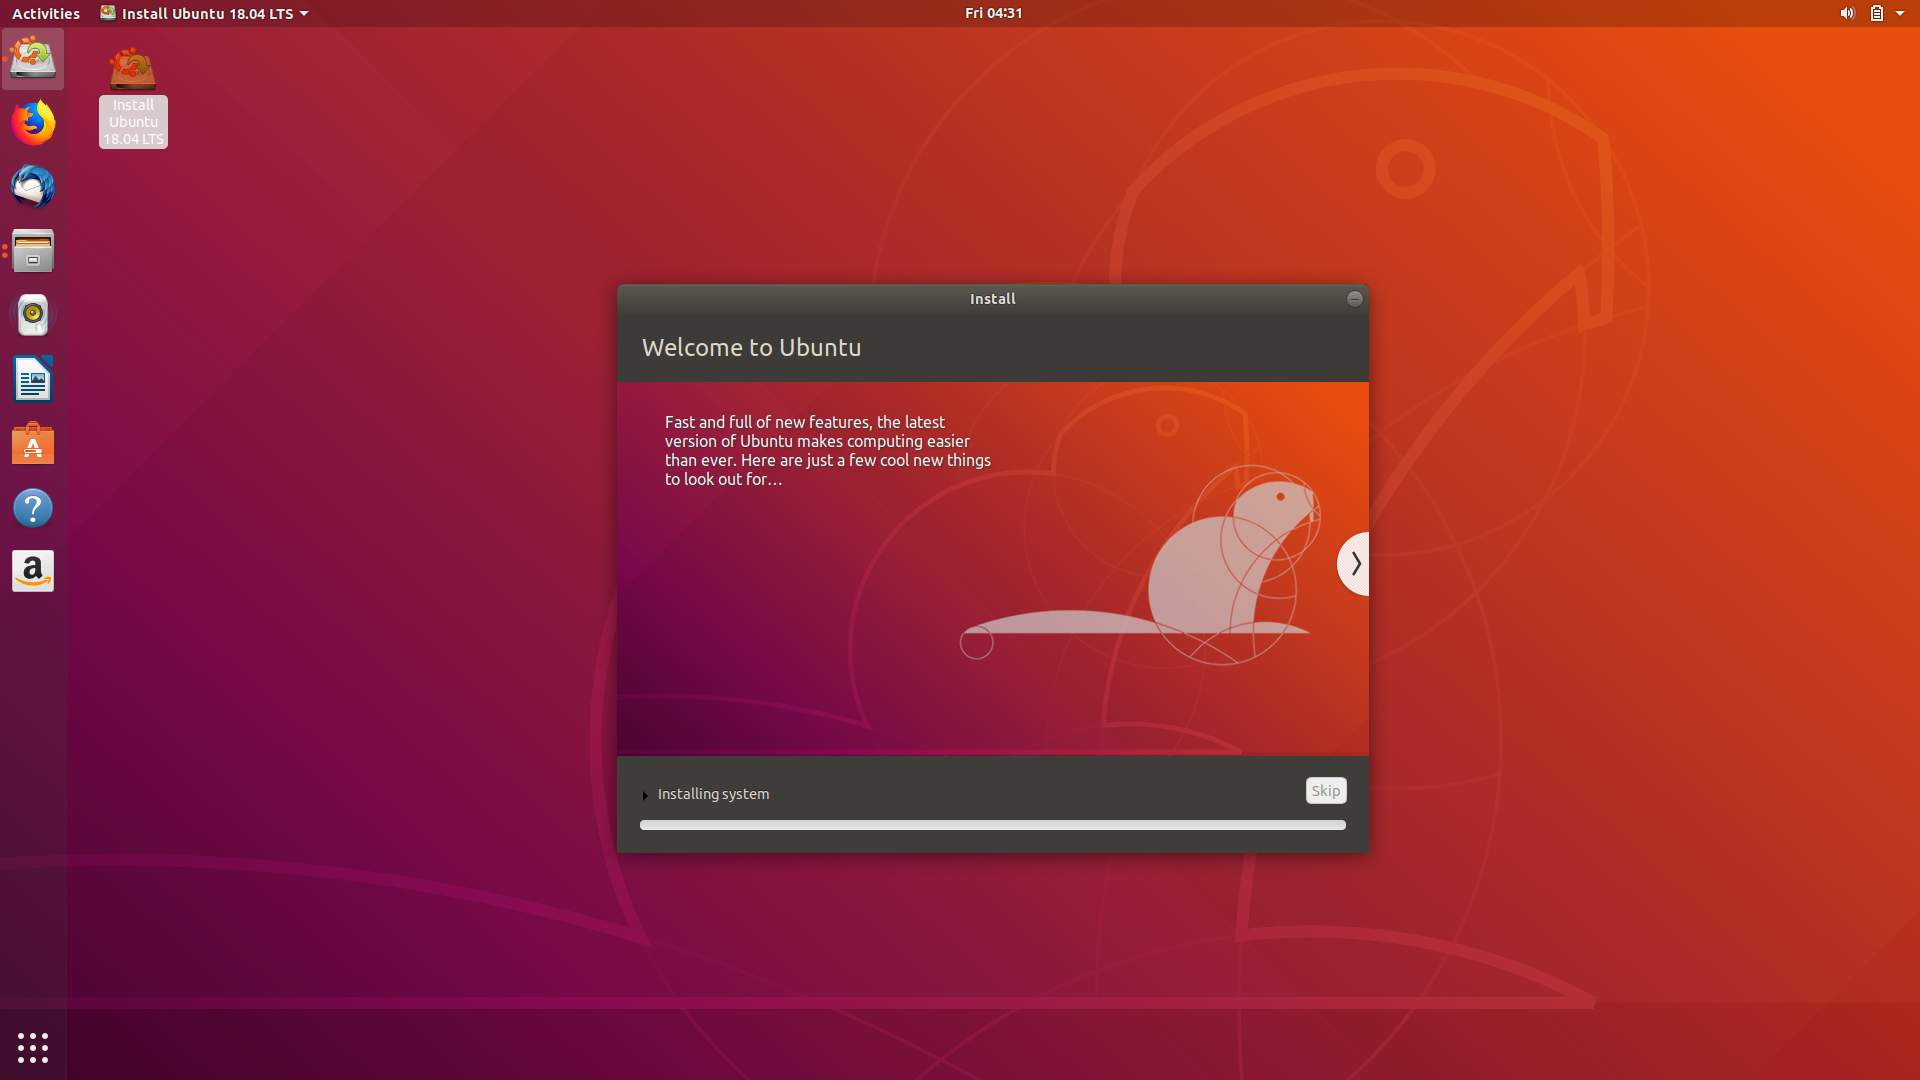 Activities
Install Ubuntu 18.04 LTS
Fri 04:31
Install
Ubuntu
18.04 LTS
Install
Welcome to Ubuntu
Fast and full of new features, the latest
version of Ubuntu makes computing easier
than ever. Here are just a few cool new things
to look out for…
Installing system
Skip